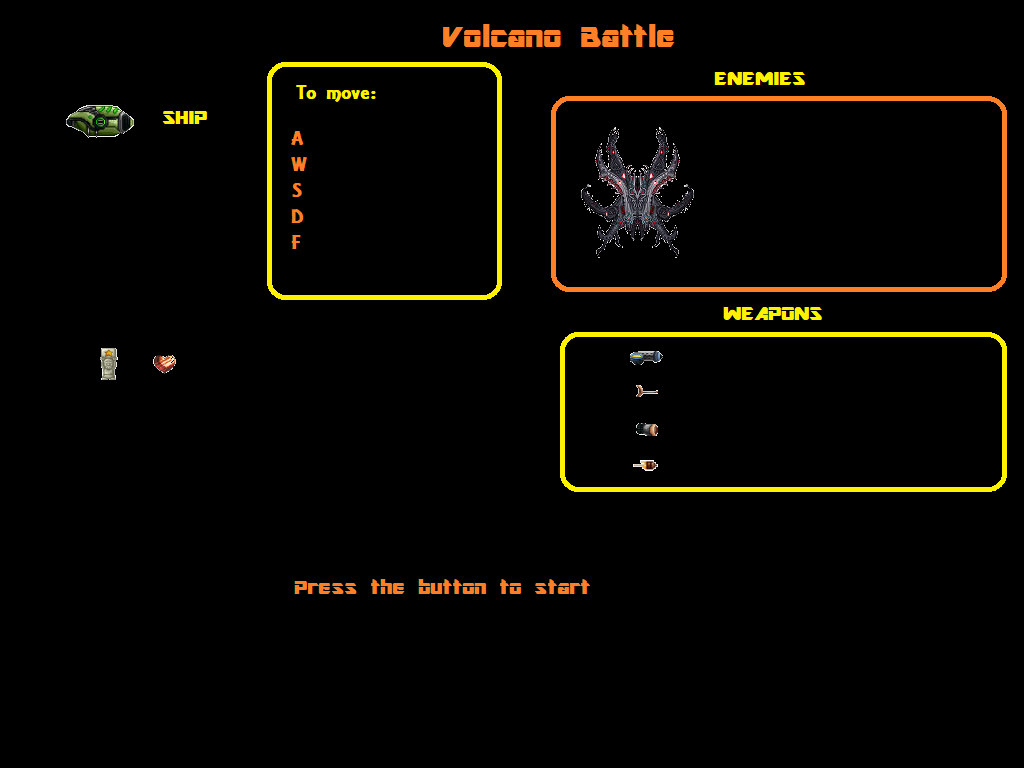 Volcano Battle
SHIP
To move:
A
W
S
D
F
ENEMIES
WEAPONS
Press the button to start